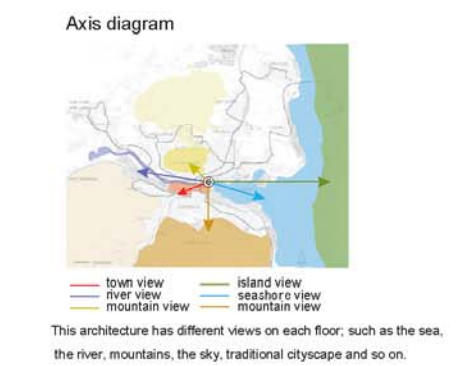 Axis diagram
town view
river view
mountain view
island view
seashore view
mountain view
This architecture has different views on each floor; such as the sea,
the river, mountains, the sky, traditional cityscape and so on.